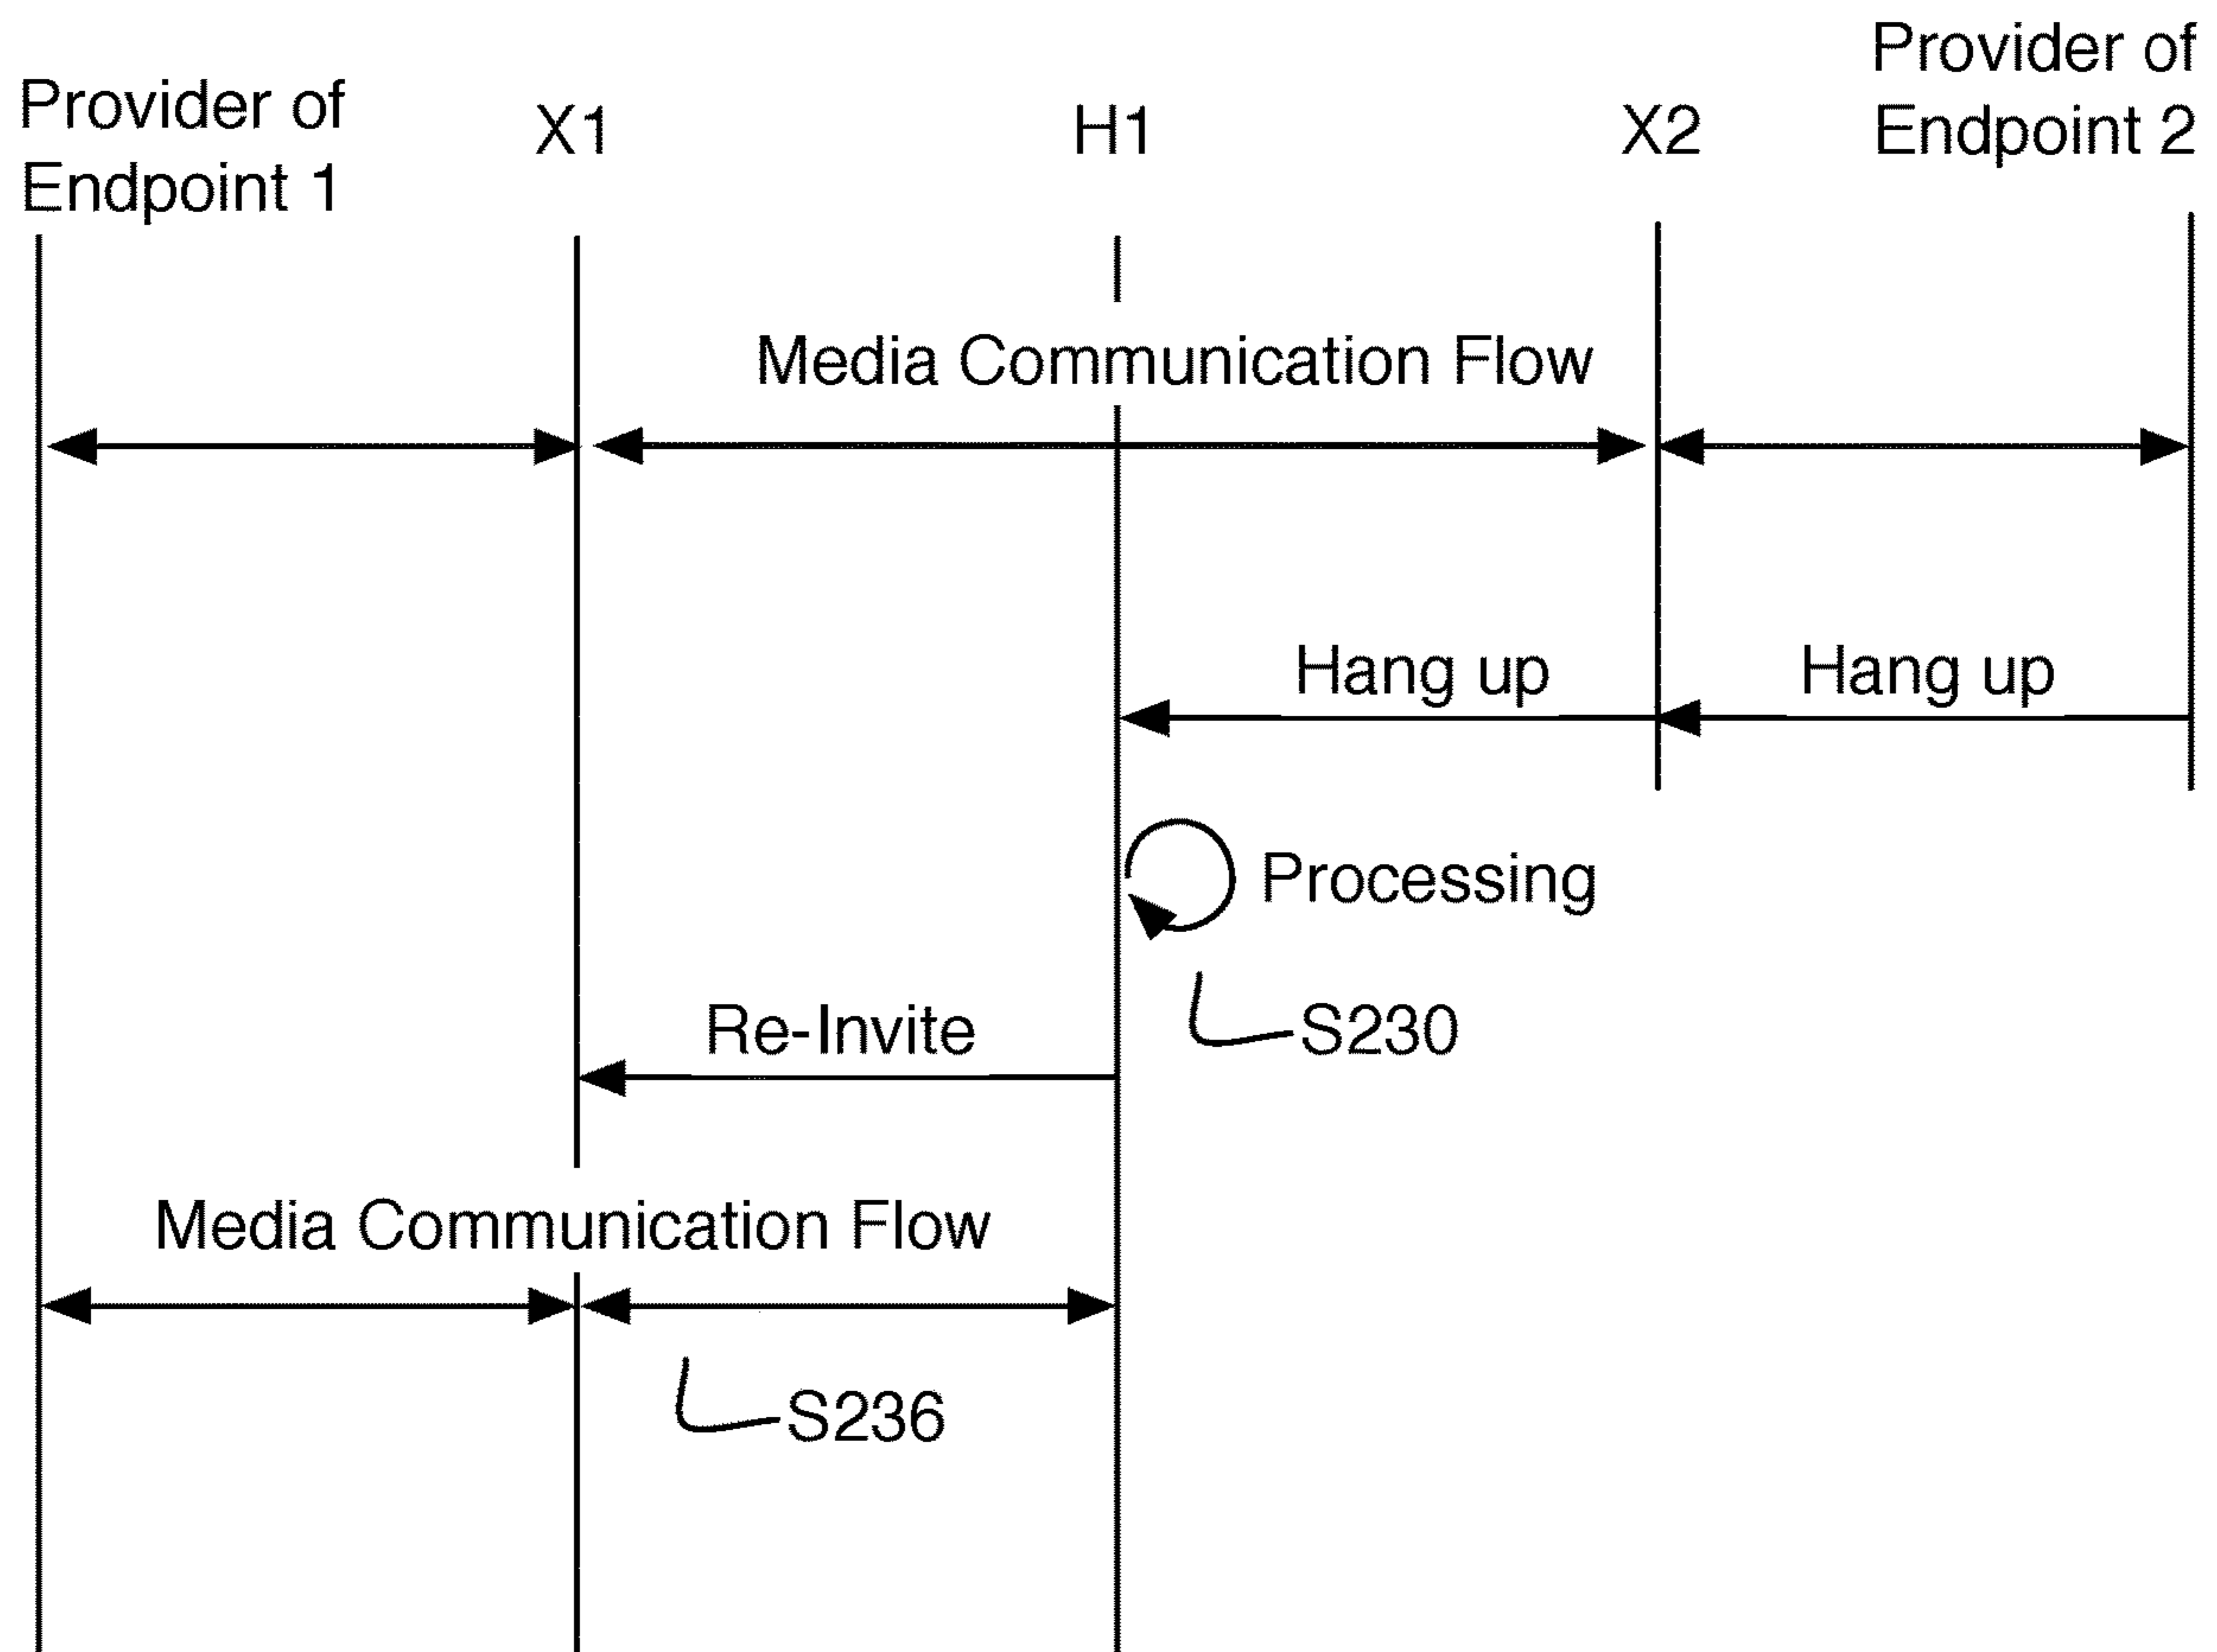 Provider of
Endpoint 1
X1
H1
X2
Provider of
Endpoint 2
Media Communication Flow
Hang up
Hang up
Processing
S230
Re-Invite
Media Communication Flow
S236